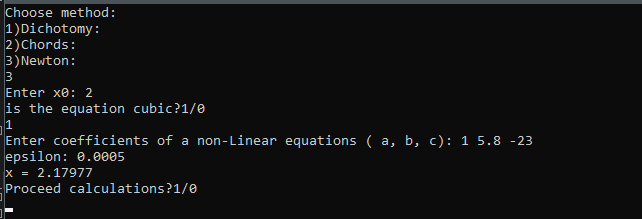 Choose method:
1)Dichotomy:
2)Chords:
3)Newton:
3
Enter x0: 2
is the equation cubic?1/0
1
Enter coefficients of a non-Linear equations ( a, b, c): 1 5.8 -23
epsilon: 0.0005
x = 2.17977
Proceed calculations?1/0